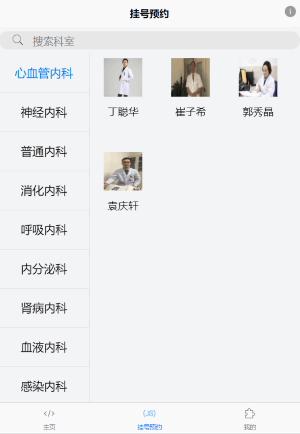 挂号预约
搜索科室
心血管内科
神经内科
普通内科
消化内科
呼吸内科
内分泌科
肾病内科
血液内科
感染内科
丁聪华
崔子希
郭秀晶
袁庆轩
主页
挂号预约
我的